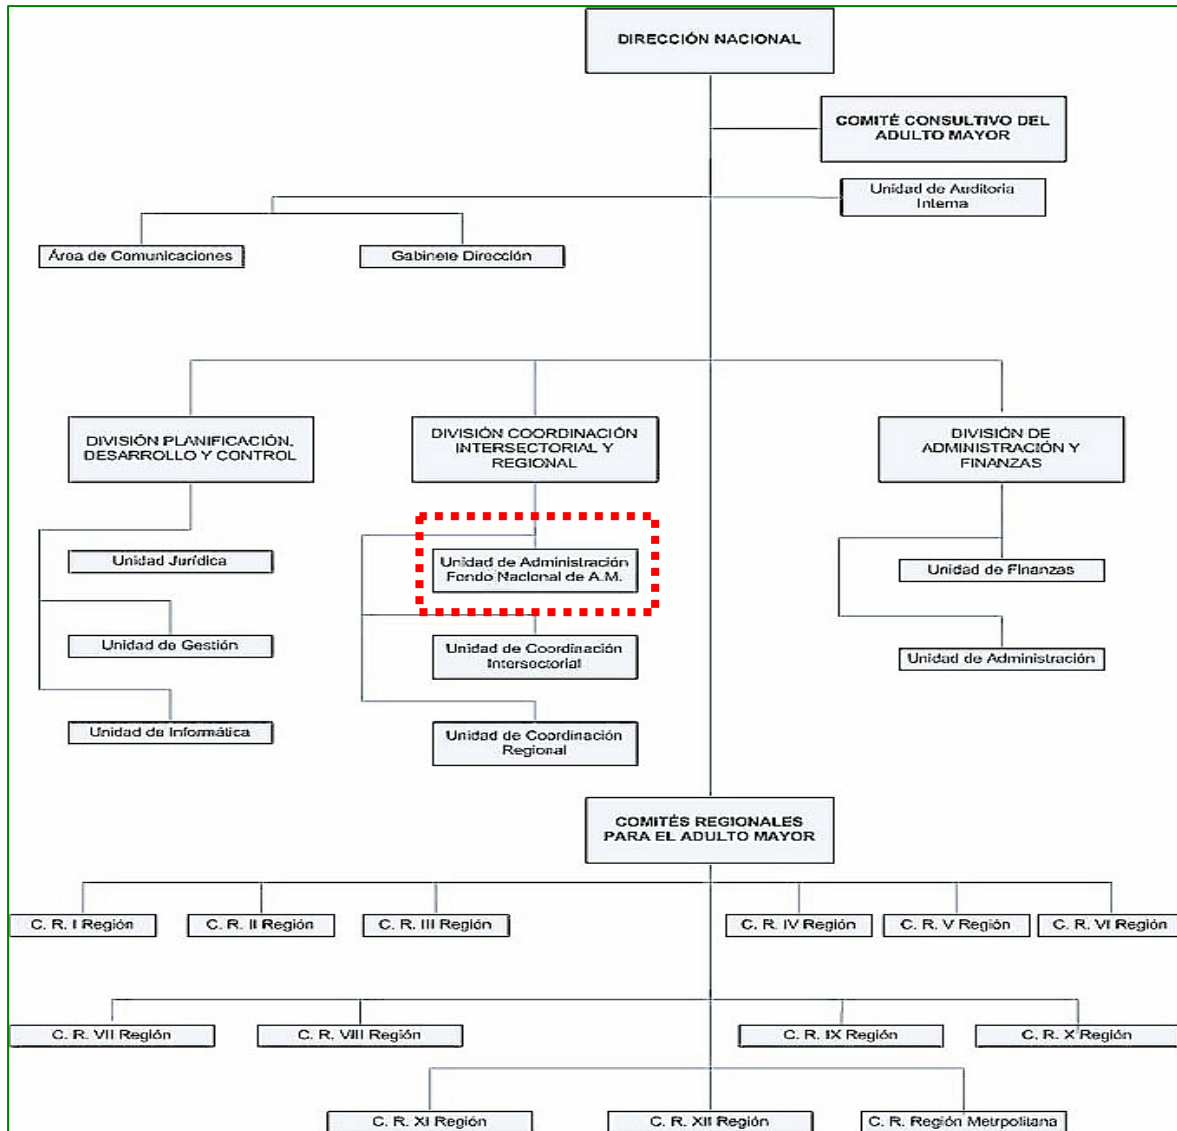 DIRECCIÓN NACIONAL
COMITÉ CONSULTIVO DEL
ADULTO MAYOR
Unidad de Auditoria
Interna
Área de Comunicaciones
Gabinete Dirección
DIVISIÓN PLANIFICACIÓN,
DESARROLLO Y CONTROL
DIVISIÓN COORDINACIÓN
INTERSECTORIAL Y
REGIONAL
DIVISIÓN DE
ADMINISTRACIÓN Y
FINANZAS
Unidad Jurídica
Unidad de Administración
Fondo Nacional de A.M.
Unidad de Finanzas
Unidad de Gestión
Unidad de Coordinación
Intersectorial
Unidad de Administración
Unidad de Informática
Unidad de Coordinación
Regional
COMITÉS REGIONALES
PARA EL ADULTO MAYOR
C. R. I Región
C. R. II Región
C. R. III Región
C. R. IV Región
C. R. V Región
C. R. VI Región
C. R. VII Región
C. R. VIII Región
C. R. IX Región
C. R. X Región
C. R. XI Región
C. R. XII Región
C. R. Región Metrpolitana